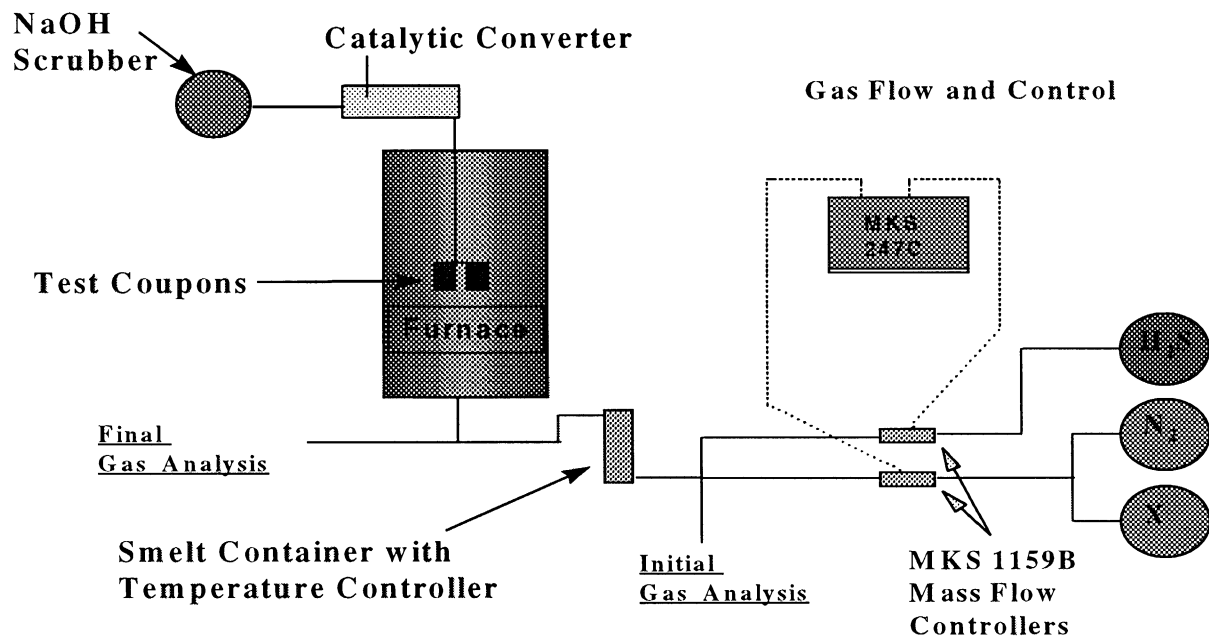 NaOH
Scrubber
Catalytic Converter
Gas Flow and Control
MKS
247C
Test Coupons
Furnace
H₂S
N₂
X
Final
Gas Analysis
Smelt Container with
Temperature Controller
Initial
Gas Analysis
MKS 1159B
Mass Flow
Controllers